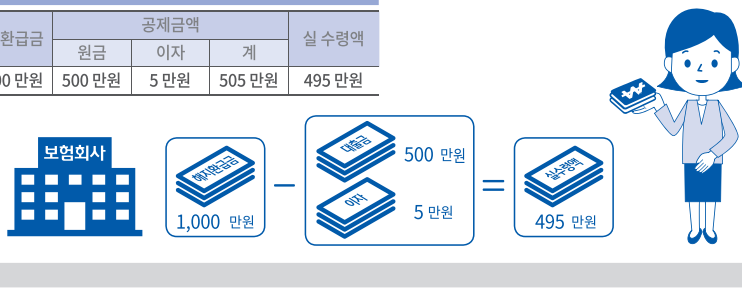 환급금 공제금액 실 수령액
원금 이자 계
00 만원 500 만원 5 만원 505 만원 495 만원
보험회사
해지환급금
1,000 만원
−
대출금
500 만원
이자
5 만원
=
실수령액
495 만원
₩